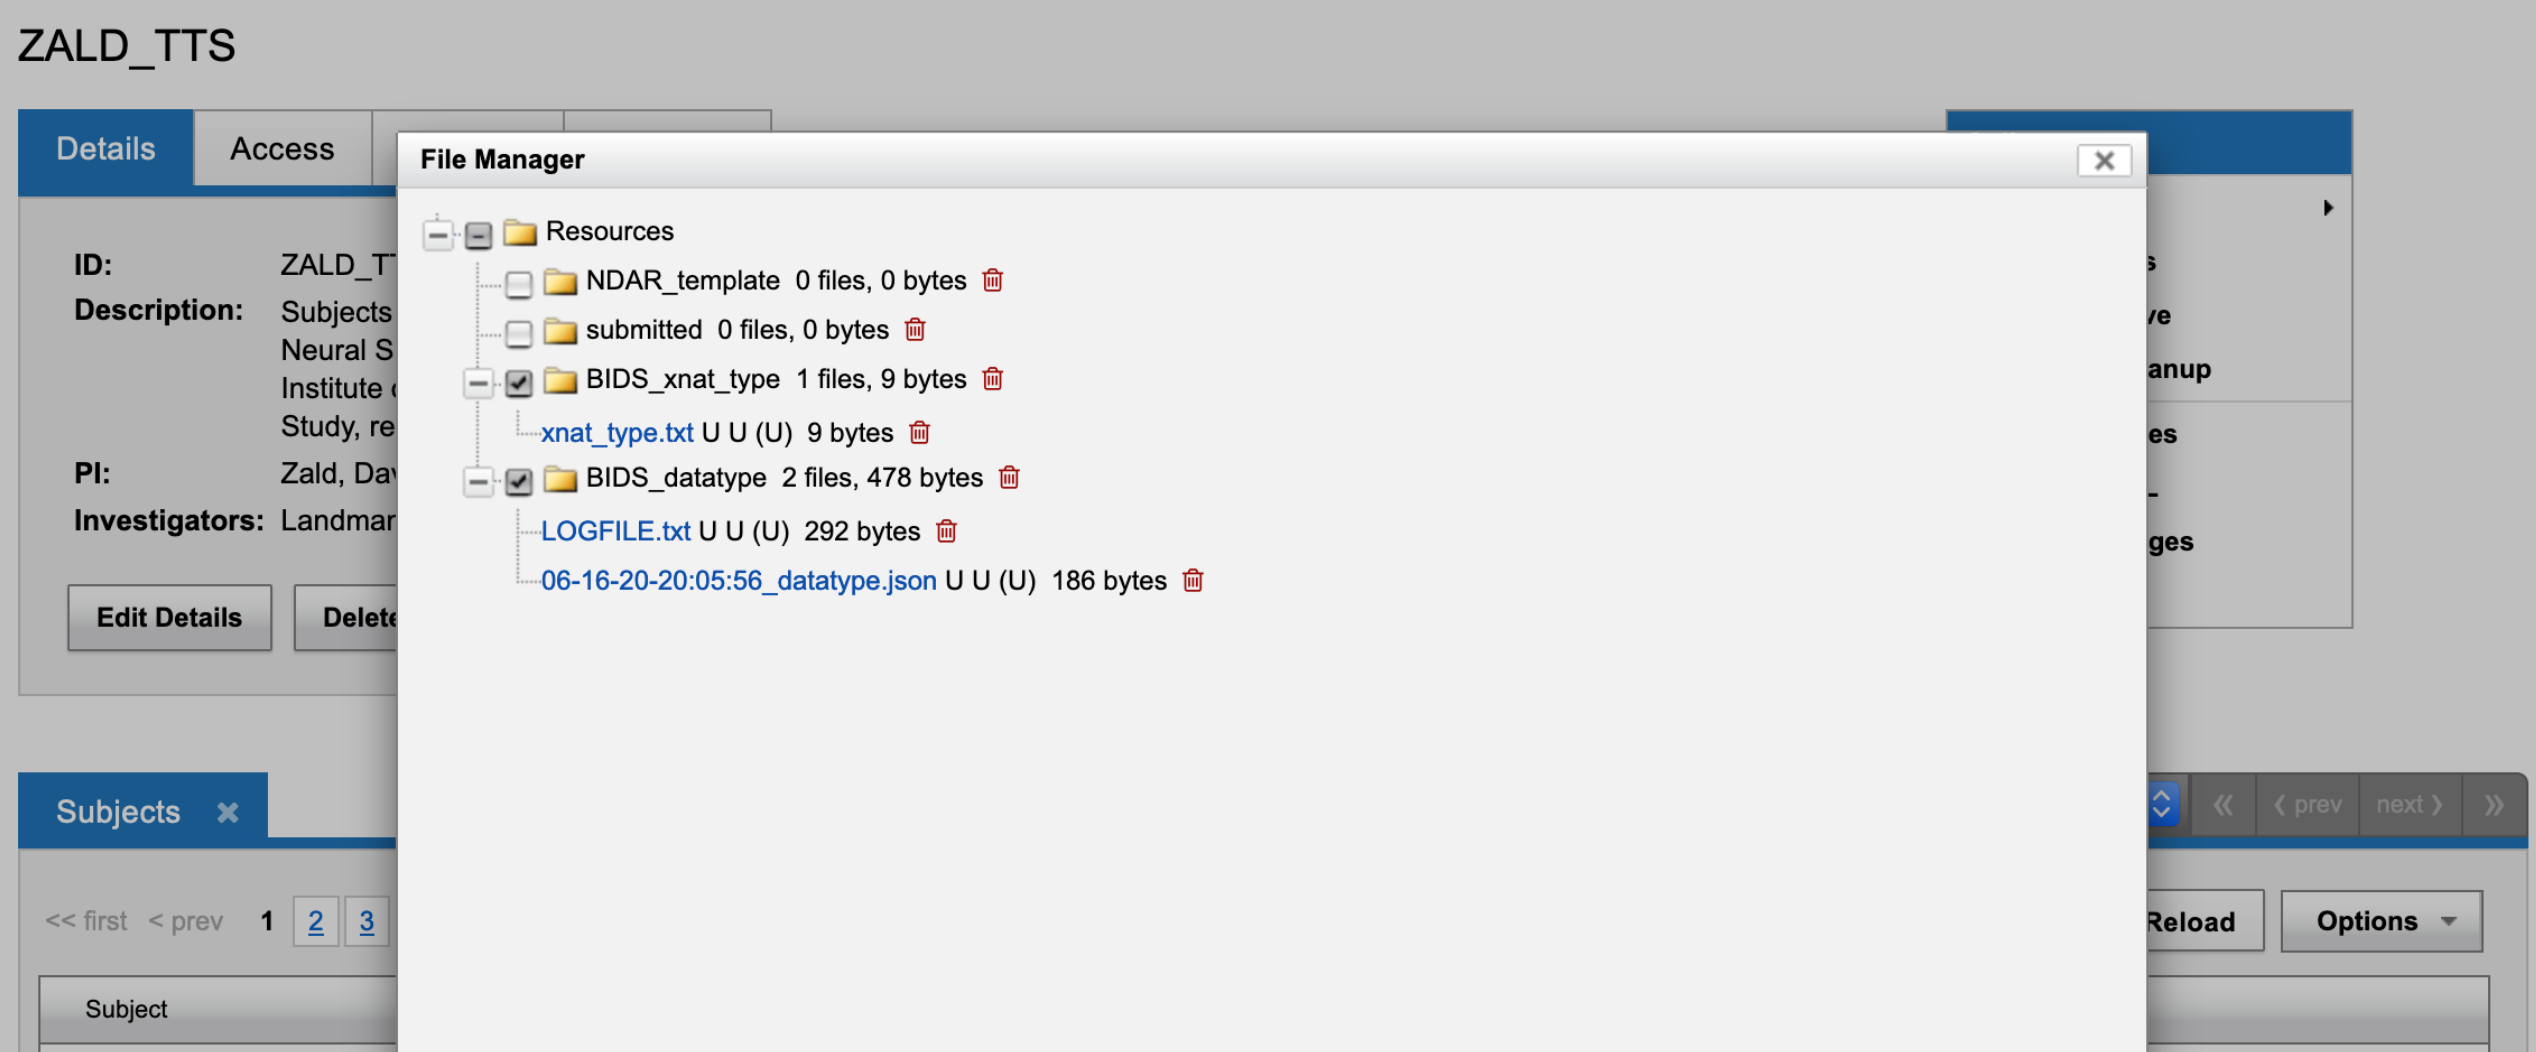 ZALD_TTS
Details
Access
File Manager
Resources
NDAR_template 0 files, 0 bytes
submitted 0 files, 0 bytes
BIDS_xnat_type 1 files, 9 bytes
xnat_type.txt U U (U) 9 bytes
BIDS_datatype 2 files, 478 bytes
LOGFILE.txt U U (U) 292 bytes
06-16-20-20:05:56_datatype.json U U (U) 186 bytes
ID: ZALD_T
Description: Subjects
Neural S
Institute
Study, re
PI: Zald, Da
Investigators: Landmar
Edit Details
Delete
s
ve
anup
es
-
ges
Subjects
« ‹ prev next › »
<< first < prev 1 2 3
Reload
Options
Subject